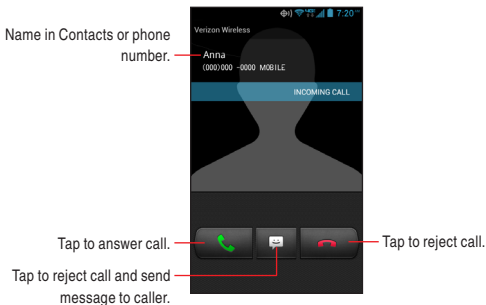 7:20
Verizon Wireless
Name in Contacts or phone
number.
Anna
(000)000 -0000 MOBILE
INCOMING CALL
Tap to answer call.
Tap to reject call.
Tap to reject call and send
message to caller.